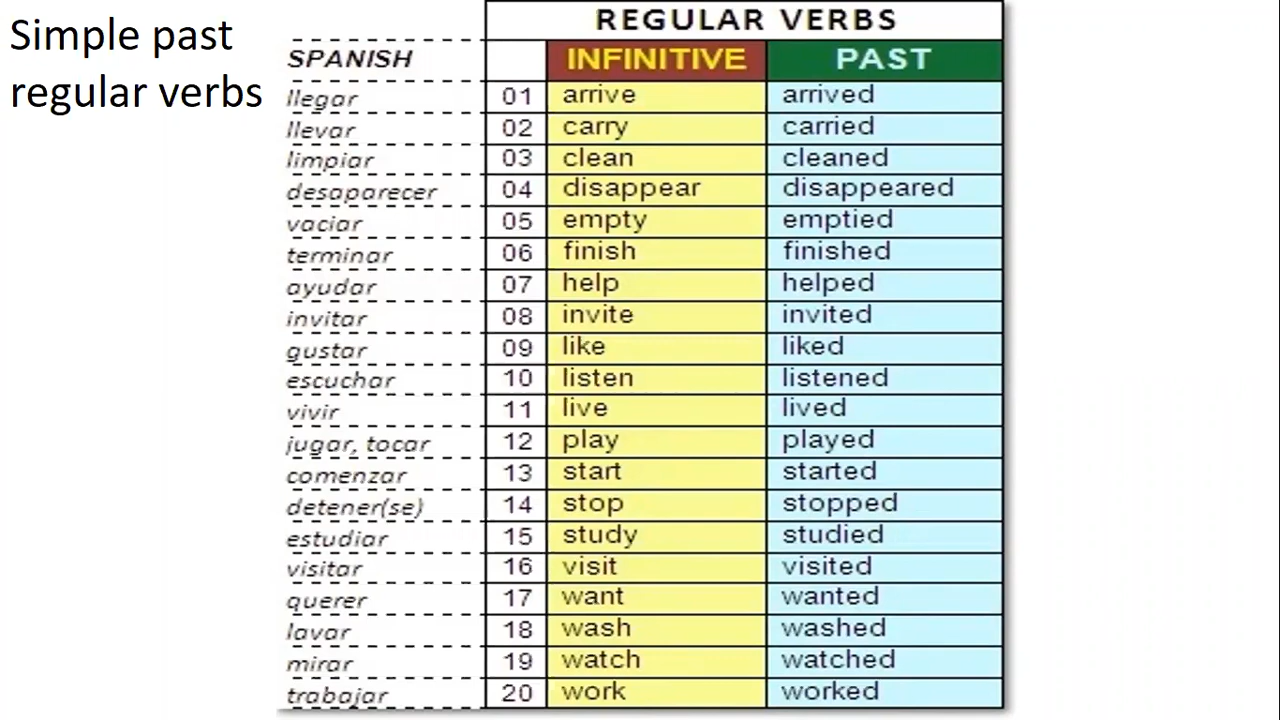 Simple past
regular verbs
REGULAR VERBS
SPANISH INFINITIVE PAST
llegar 01 arrive arrived
llevar 02 carry carried
limpiar 03 clean cleaned
desaparecer 04 disappear disappeared
vaciar 05 empty emptied
terminar 06 finish finished
ayudar 07 help helped
invitar 08 invite invited
gustar 09 like liked
escuchar 10 listen listened
vivir 11 live lived
jugar, tocar 12 play played
comenzar 13 start started
detener(se) 14 stop stopped
estudiar 15 study studied
visitar 16 visit visited
querer 17 want wanted
lavar 18 wash washed
mirar 19 watch watched
trabajar 20 work worked